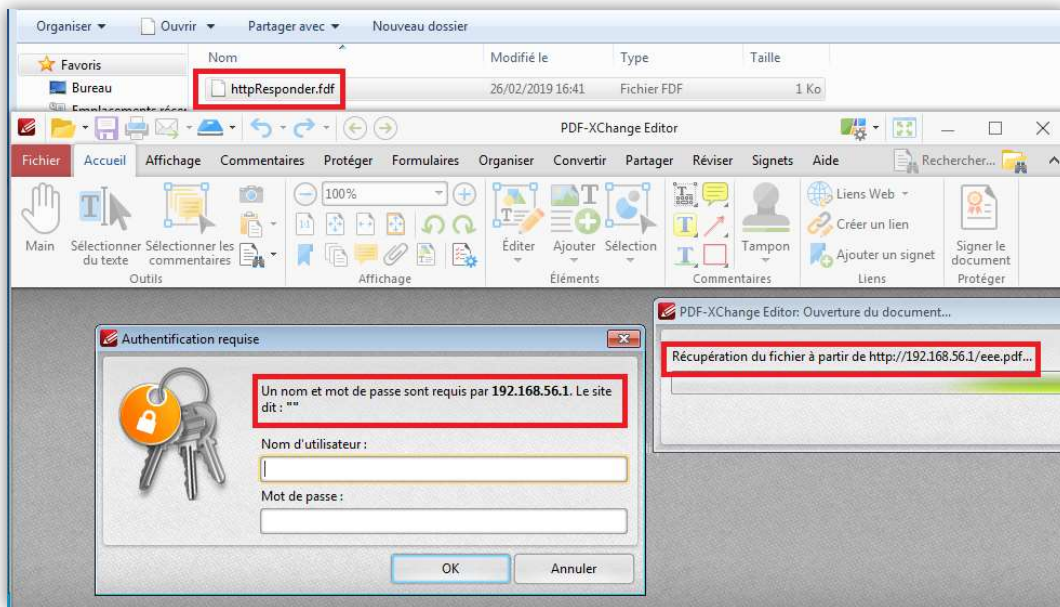 Organiser Ouvrir Partager avec Nouveau dossier
Favoris Nom Modifié le Type Taille
Bureau httpResponder.fdf 26/02/2019 16:41 Fichier FDF 1 Ko
Emplacements
PDF-XChange Editor
Fichier Accueil Affichage Commentaires Protéger Formulaires Organiser Convertir Partager Réviser Signets Aide Rechercher...
100%
Liens Web
Créer un lien
Main Sélectionner du texte Sélectionner les commentaires Éditer Ajouter Sélection Tampon Ajouter un signet Signer le document
Outils Affichage Éléments Commentaires Liens Protéger
PDF-XChange Editor: Ouverture du document...
Authentification requise
Récupération du fichier à partir de http://192.168.56.1/eee.pdf...
Un nom et mot de passe sont requis par 192.168.56.1. Le site
dit : ""
Nom d'utilisateur :
Mot de passe :
OK Annuler